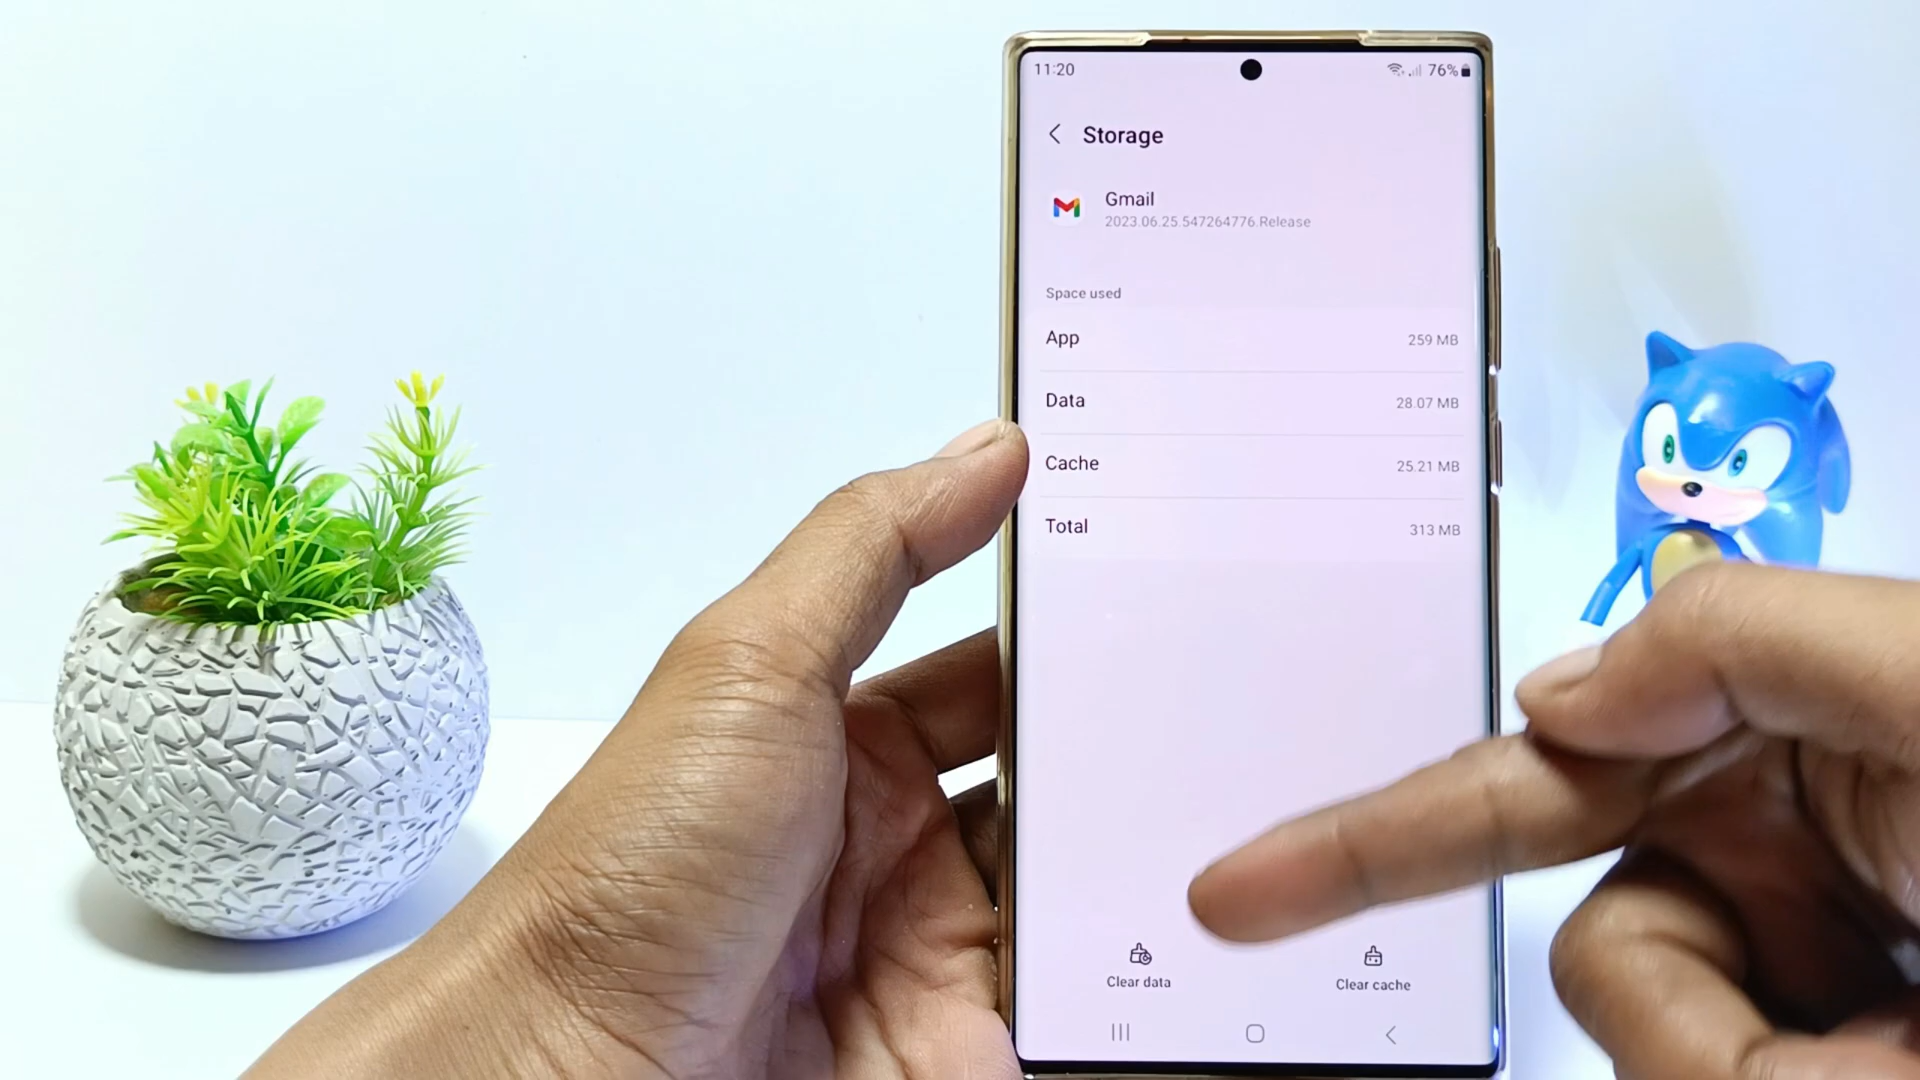 11:20
76%
Storage
Gmail
2023.06.25.547264776.Release
Space used
App
259 MB
Data
28.07 MB
Cache
25.21 MB
Total
313 MB
Clear data
Clear cache